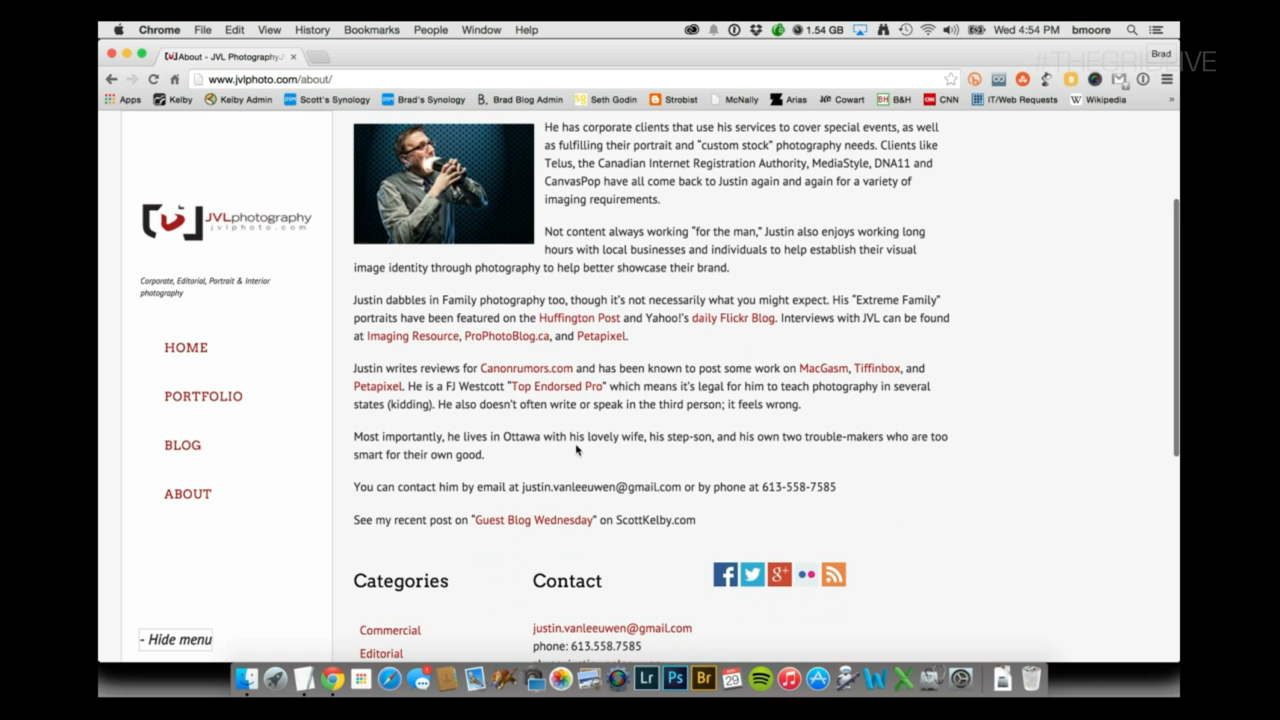 Chrome File Edit View History Bookmarks People Window Help 1.54 GB Wed 4:54 PM bmoore
#THEGRIDLIVE
About - JVL Photography
Brad
www.jvlphoto.com/about/
Apps Kelby Kelby Admin Scott's Synology Brad's Synology Brad Blog Admin Seth Godin Strobist McNally Arias Cowart B&H CNN IT/Web Requests Wikipedia »
JVLphotography
jvlphoto.com
Corporate, Editorial, Portrait & Interior
photography
HOME
PORTFOLIO
BLOG
ABOUT
- Hide menu
He has corporate clients that use his services to cover special events, as well
as fulfilling their portrait and “custom stock” photography needs. Clients like
Telus, the Canadian Internet Registration Authority, MediaStyle, DNA11 and
CanvasPop have all come back to Justin again and again for a variety of
imaging requirements.
Not content always working “for the man,” Justin also enjoys working long
hours with local businesses and individuals to help establish their visual
image identity through photography to help better showcase their brand.
Justin dabbles in Family photography too, though it’s not necessarily what you might expect. His “Extreme Family”
portraits have been featured on the Huffington Post and Yahoo!’s daily Flickr Blog. Interviews with JVL can be found
at Imaging Resource, ProPhotoBlog.ca, and Petapixel.
Justin writes reviews for Canonrumors.com and has been known to post some work on MacGasm, Tiffinbox, and
Petapixel. He is a FJ Westcott “Top Endorsed Pro” which means it’s legal for him to teach photography in several
states (kidding). He also doesn’t often write or speak in the third person; it feels wrong.
Most importantly, he lives in Ottawa with his lovely wife, his step-son, and his own two trouble-makers who are too
smart for their own good.
You can contact him by email at justin.vanleeuwen@gmail.com or by phone at 613-558-7585
See my recent post on “Guest Blog Wednesday” on ScottKelby.com
Categories
Commercial
Editorial
Contact
justin.vanleeuwen@gmail.com
phone: 613.558.7585
Lr Ps Br 29